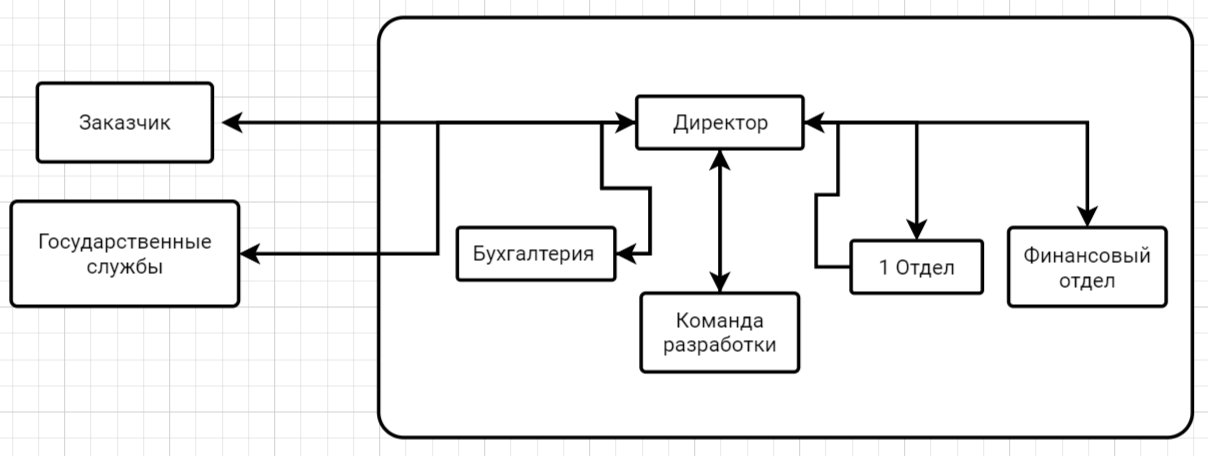 Заказчик
Директор
Государственные
службы
Бухгалтерия
1 Отдел
Финансовый
отдел
Команда
разработки